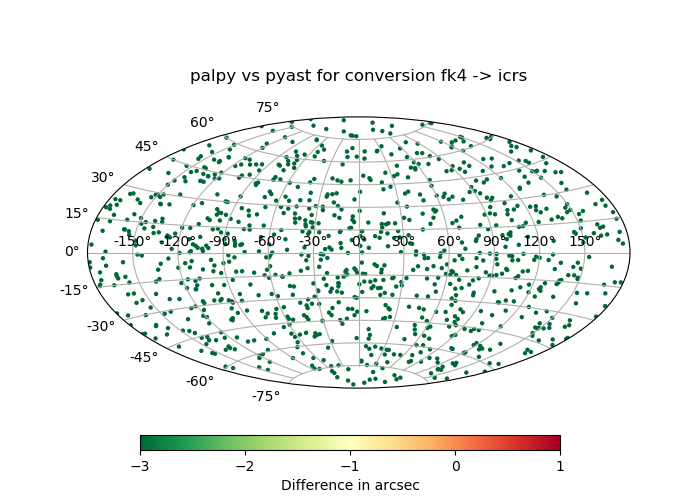 palpy vs pyast for conversion fk4 -> icrs
75°
60°
45°
30°
15°
-150° -120° -90° -60° -30° 0° 30° 60° 90° 120° 150°
0°
-15°
-30°
-45°
-60°
-75°
−3 −2 −1 0 1
Difference in arcsec